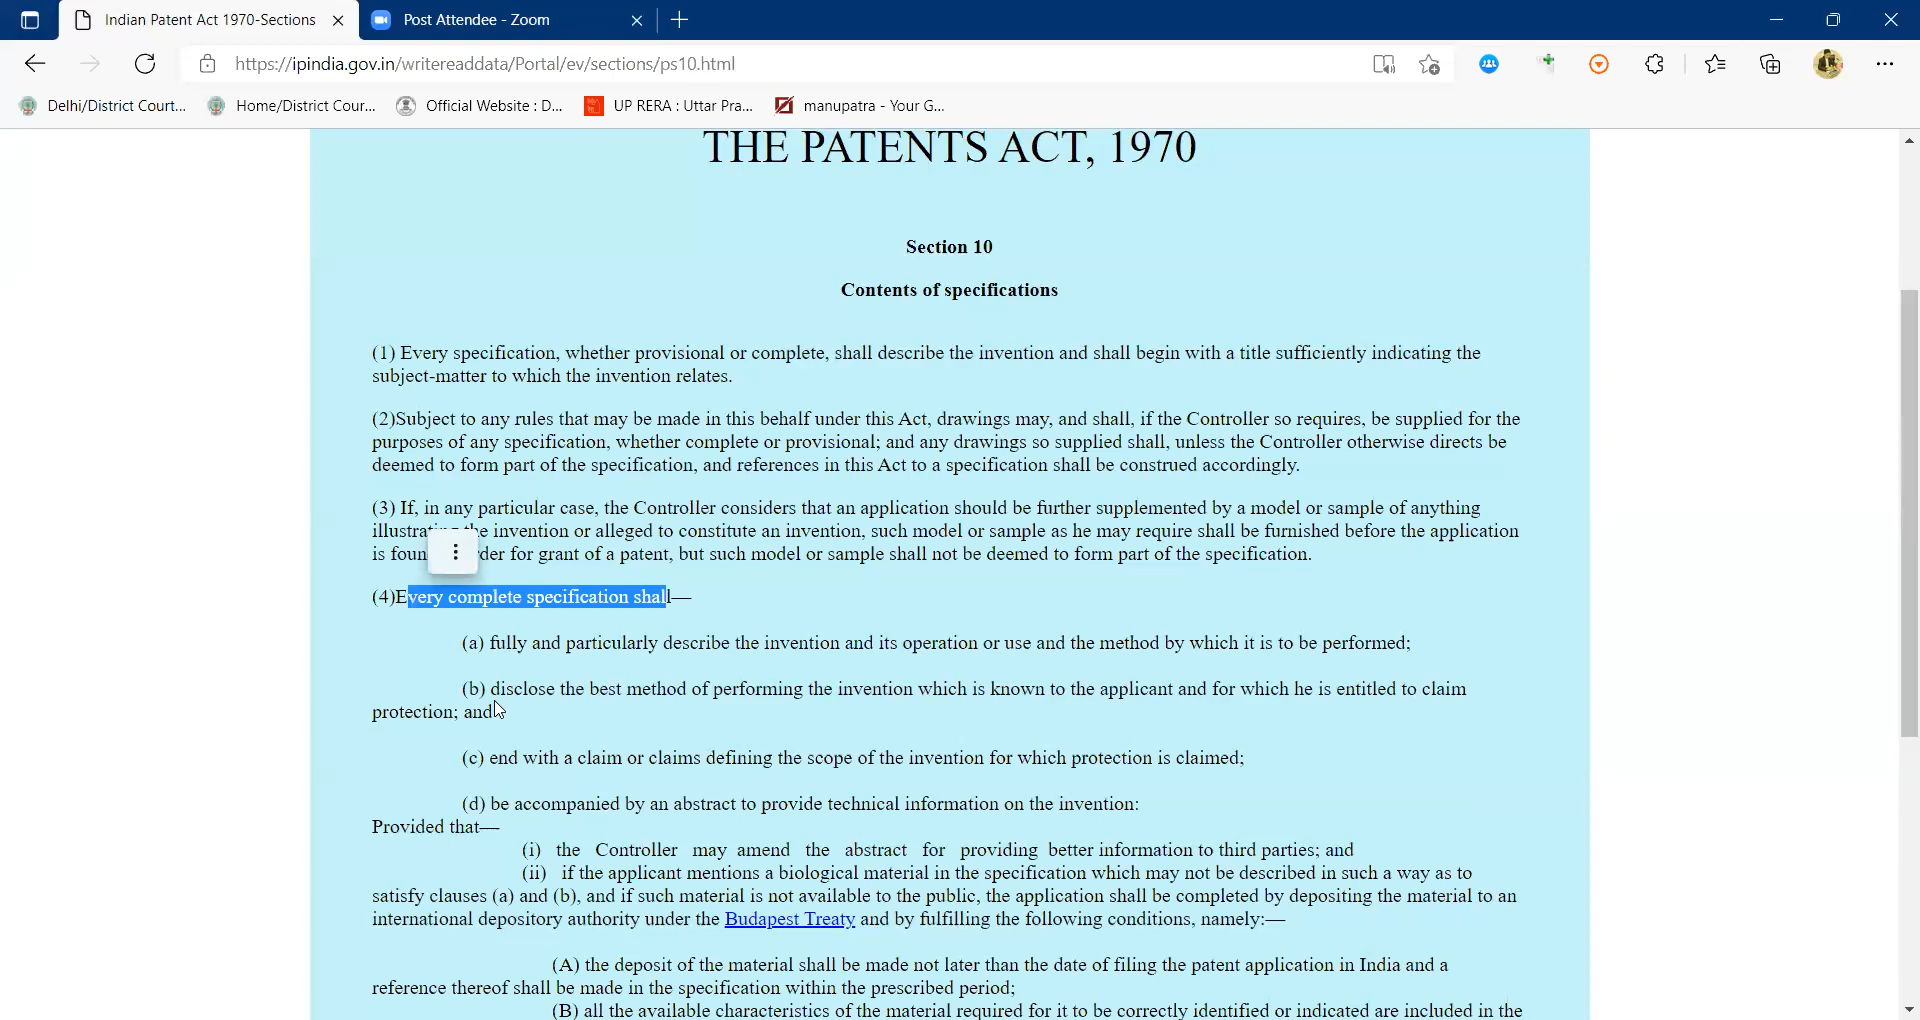 Indian Patent Act 1970-Sections
Post Attendee - Zoom
https://ipindia.gov.in/writereaddata/Portal/ev/sections/ps10.html
Delhi/District Court... Home/District Cour... Official Website : D... UP RERA : Uttar Pra... manupatra - Your G...
THE PATENTS ACT, 1970
Section 10
Contents of specifications
(1) Every specification, whether provisional or complete, shall describe the invention and shall begin with a title sufficiently indicating the
subject-matter to which the invention relates.
(2)Subject to any rules that may be made in this behalf under this Act, drawings may, and shall, if the Controller so requires, be supplied for the
purposes of any specification, whether complete or provisional; and any drawings so supplied shall, unless the Controller otherwise directs be
deemed to form part of the specification, and references in this Act to a specification shall be construed accordingly.
(3) If, in any particular case, the Controller considers that an application should be further supplemented by a model or sample of anything
invention or alleged to constitute an invention, such model or sample as he may require shall be furnished before the application
is for grant of a patent, but such model or sample shall not be deemed to form part of the specification.
(4)Every complete specification shall—
(a) fully and particularly describe the invention and its operation or use and the method by which it is to be performed;
(b) disclose the best method of performing the invention which is known to the applicant and for which he is entitled to claim
protection; and
(c) end with a claim or claims defining the scope of the invention for which protection is claimed;
(d) be accompanied by an abstract to provide technical information on the invention:
Provided that—
(i) the Controller may amend the abstract for providing better information to third parties; and
(ii) if the applicant mentions a biological material in the specification which may not be described in such a way as to
satisfy clauses (a) and (b), and if such material is not available to the public, the application shall be completed by depositing the material to an
international depository authority under the Budapest Treaty and by fulfilling the following conditions, namely:—
(A) the deposit of the material shall be made not later than the date of filing the patent application in India and a
reference thereof shall be made in the specification within the prescribed period;
(B) all the available characteristics of the material required for it to be correctly identified or indicated are included in the